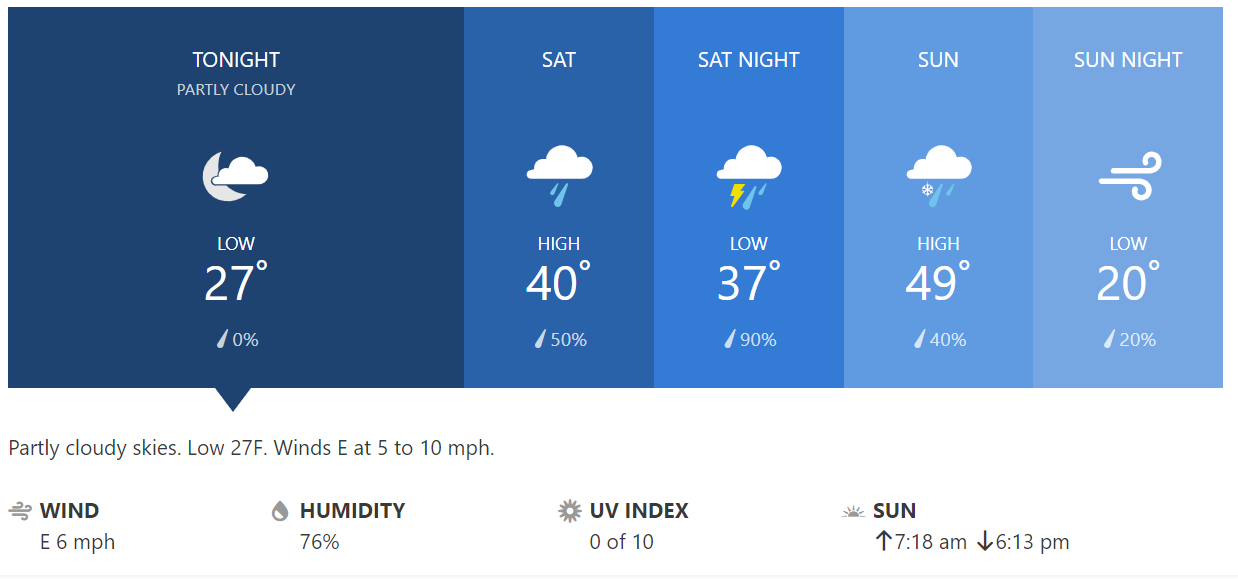 TONIGHT SAT SAT NIGHT SUN SUN NIGHT
PARTLY CLOUDY
LOW HIGH LOW HIGH LOW
27° 40° 37° 49° 20°
0% 50% 90% 40% 20%
Partly cloudy skies. Low 27F. Winds E at 5 to 10 mph.
WIND HUMIDITY UV INDEX SUN
E 6 mph 76% 0 of 10 ↑7:18 am ↓6:13 pm